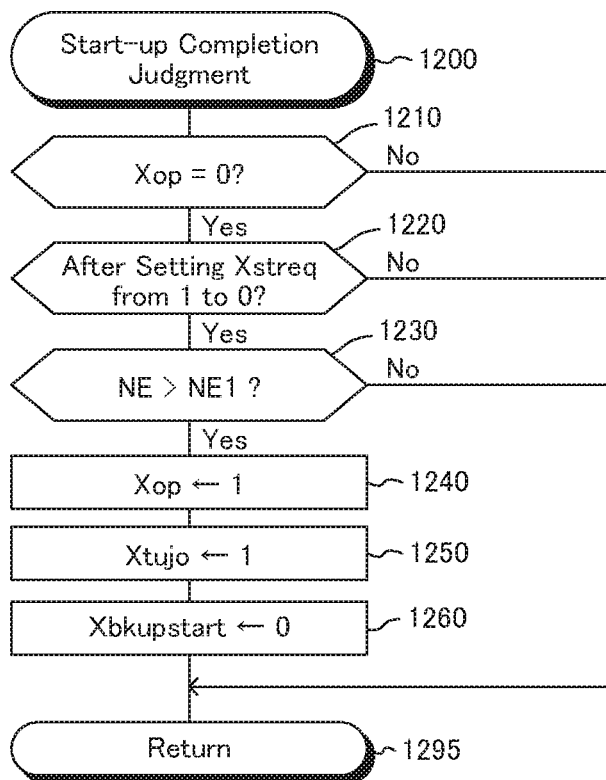 Start-up Completion
Judgment
1200
1210
Xop = 0?
No
Yes
1220
After Setting Xstreq
from 1 to 0?
No
Yes
1230
NE > NE1 ?
No
Yes
Xop ← 1
1240
Xtujo ← 1
1250
Xbkupstart ← 0
1260
Return
1295